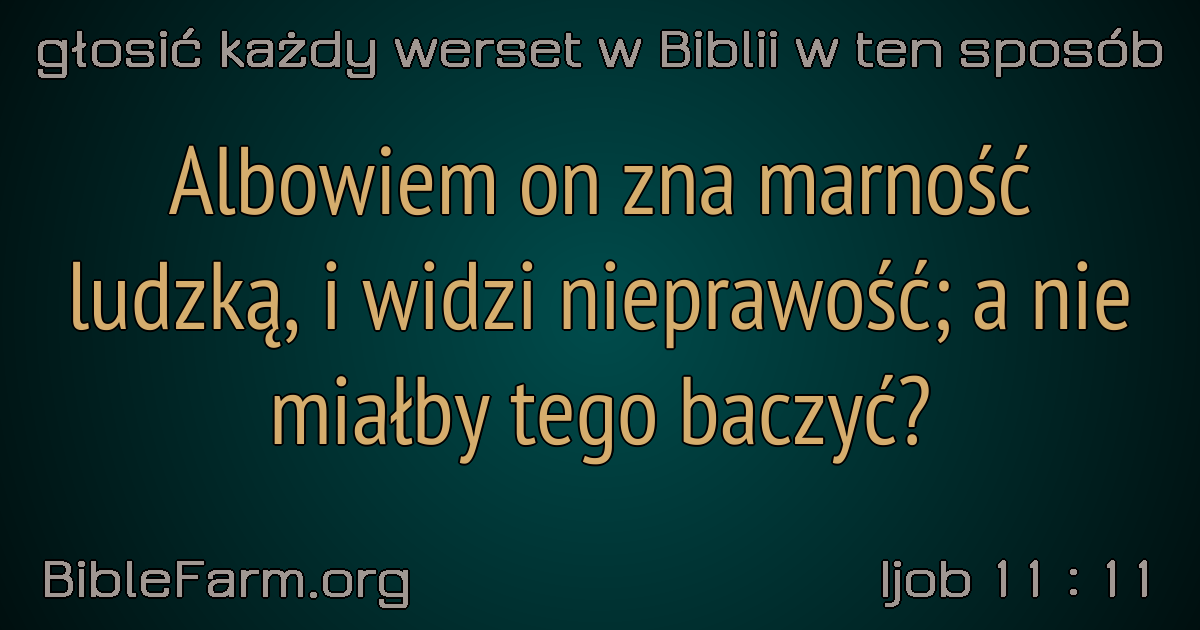 głosić każdy werset w Biblii w ten sposób
Albowiem on zna marność
ludzką, i widzi nieprawość; a nie
miałby tego baczyć?
BibleFarm.org
Ijob 11 : 11